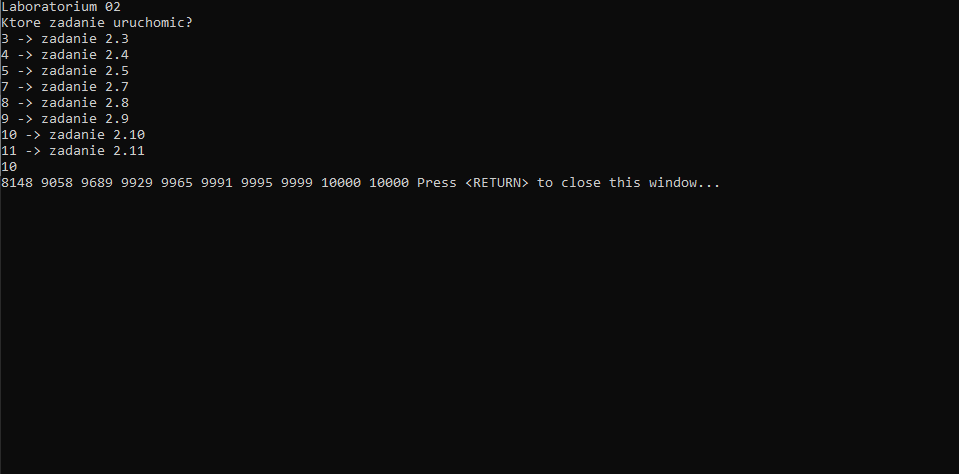 Laboratorium 02
Ktore zadanie uruchomic?
3 -> zadanie 2.3
4 -> zadanie 2.4
5 -> zadanie 2.5
7 -> zadanie 2.7
8 -> zadanie 2.8
9 -> zadanie 2.9
10 -> zadanie 2.10
11 -> zadanie 2.11
10
8148 9058 9689 9929 9965 9991 9995 9999 10000 10000 Press <RETURN> to close this window...